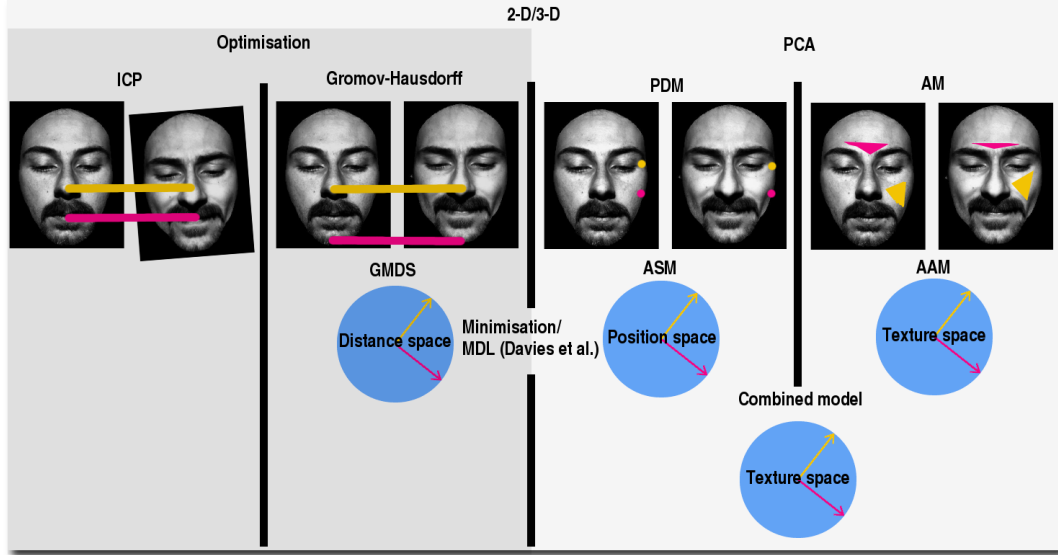 2-D/3-D
Optimisation
PCA
ICP
Gromov-Hausdorff
PDM
AM
GMDS
ASM
AAM
Distance space
Minimisation/
MDL (Davies et al.)
Position space
Texture space
Combined model
Texture space